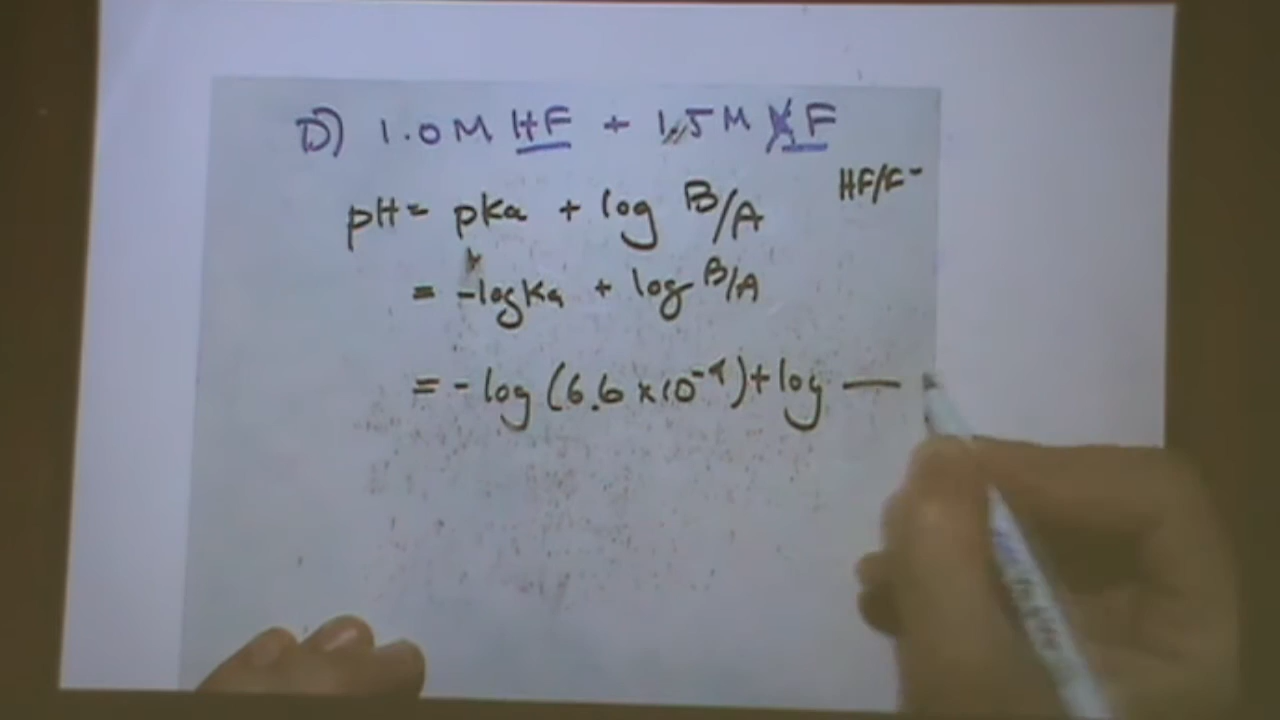 D) 1.0 M HF + 1.5 M KF
HF/F⁻
pH = pKa + log B/A
= -log Ka + log B/A
= -log (6.6 x 10⁻⁴) + log —